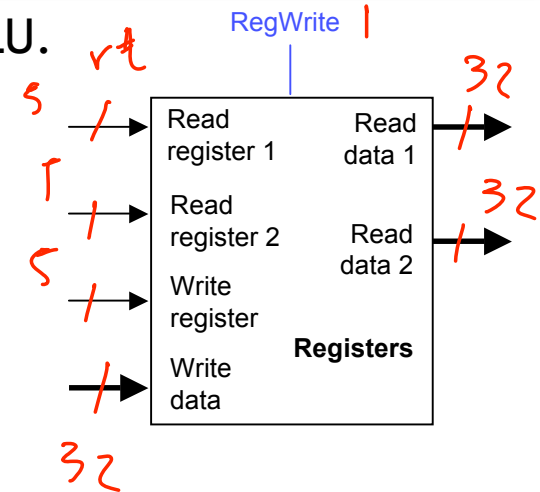 LU.
RegWrite 1
32
5
Read register 1
Read data 1
5
32
Read register 2
Read data 2
5
Write register
Registers
Write data
32